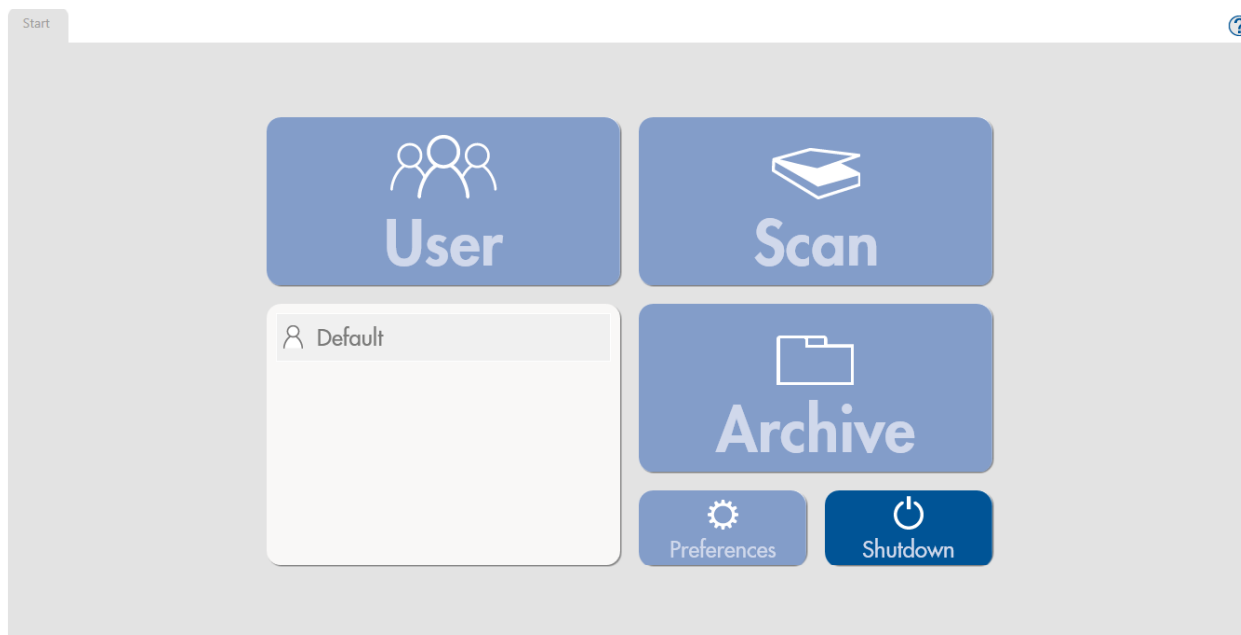 Start
?
User
Scan
Default
Archive
Preferences
Shutdown